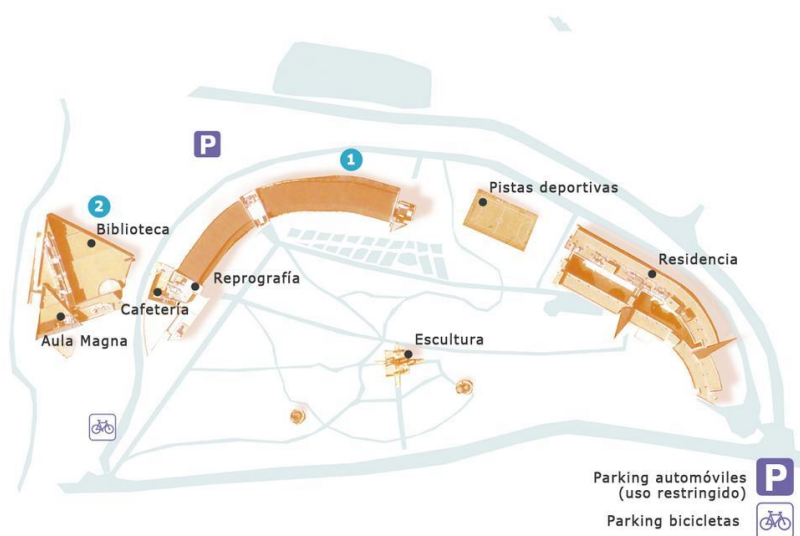 P
1
Pistas deportivas
2
Biblioteca
Residencia
Reprografía
Cafetería
Aula Magna
Escultura
Parking automóviles
(uso restringido)
P
Parking bicicletas